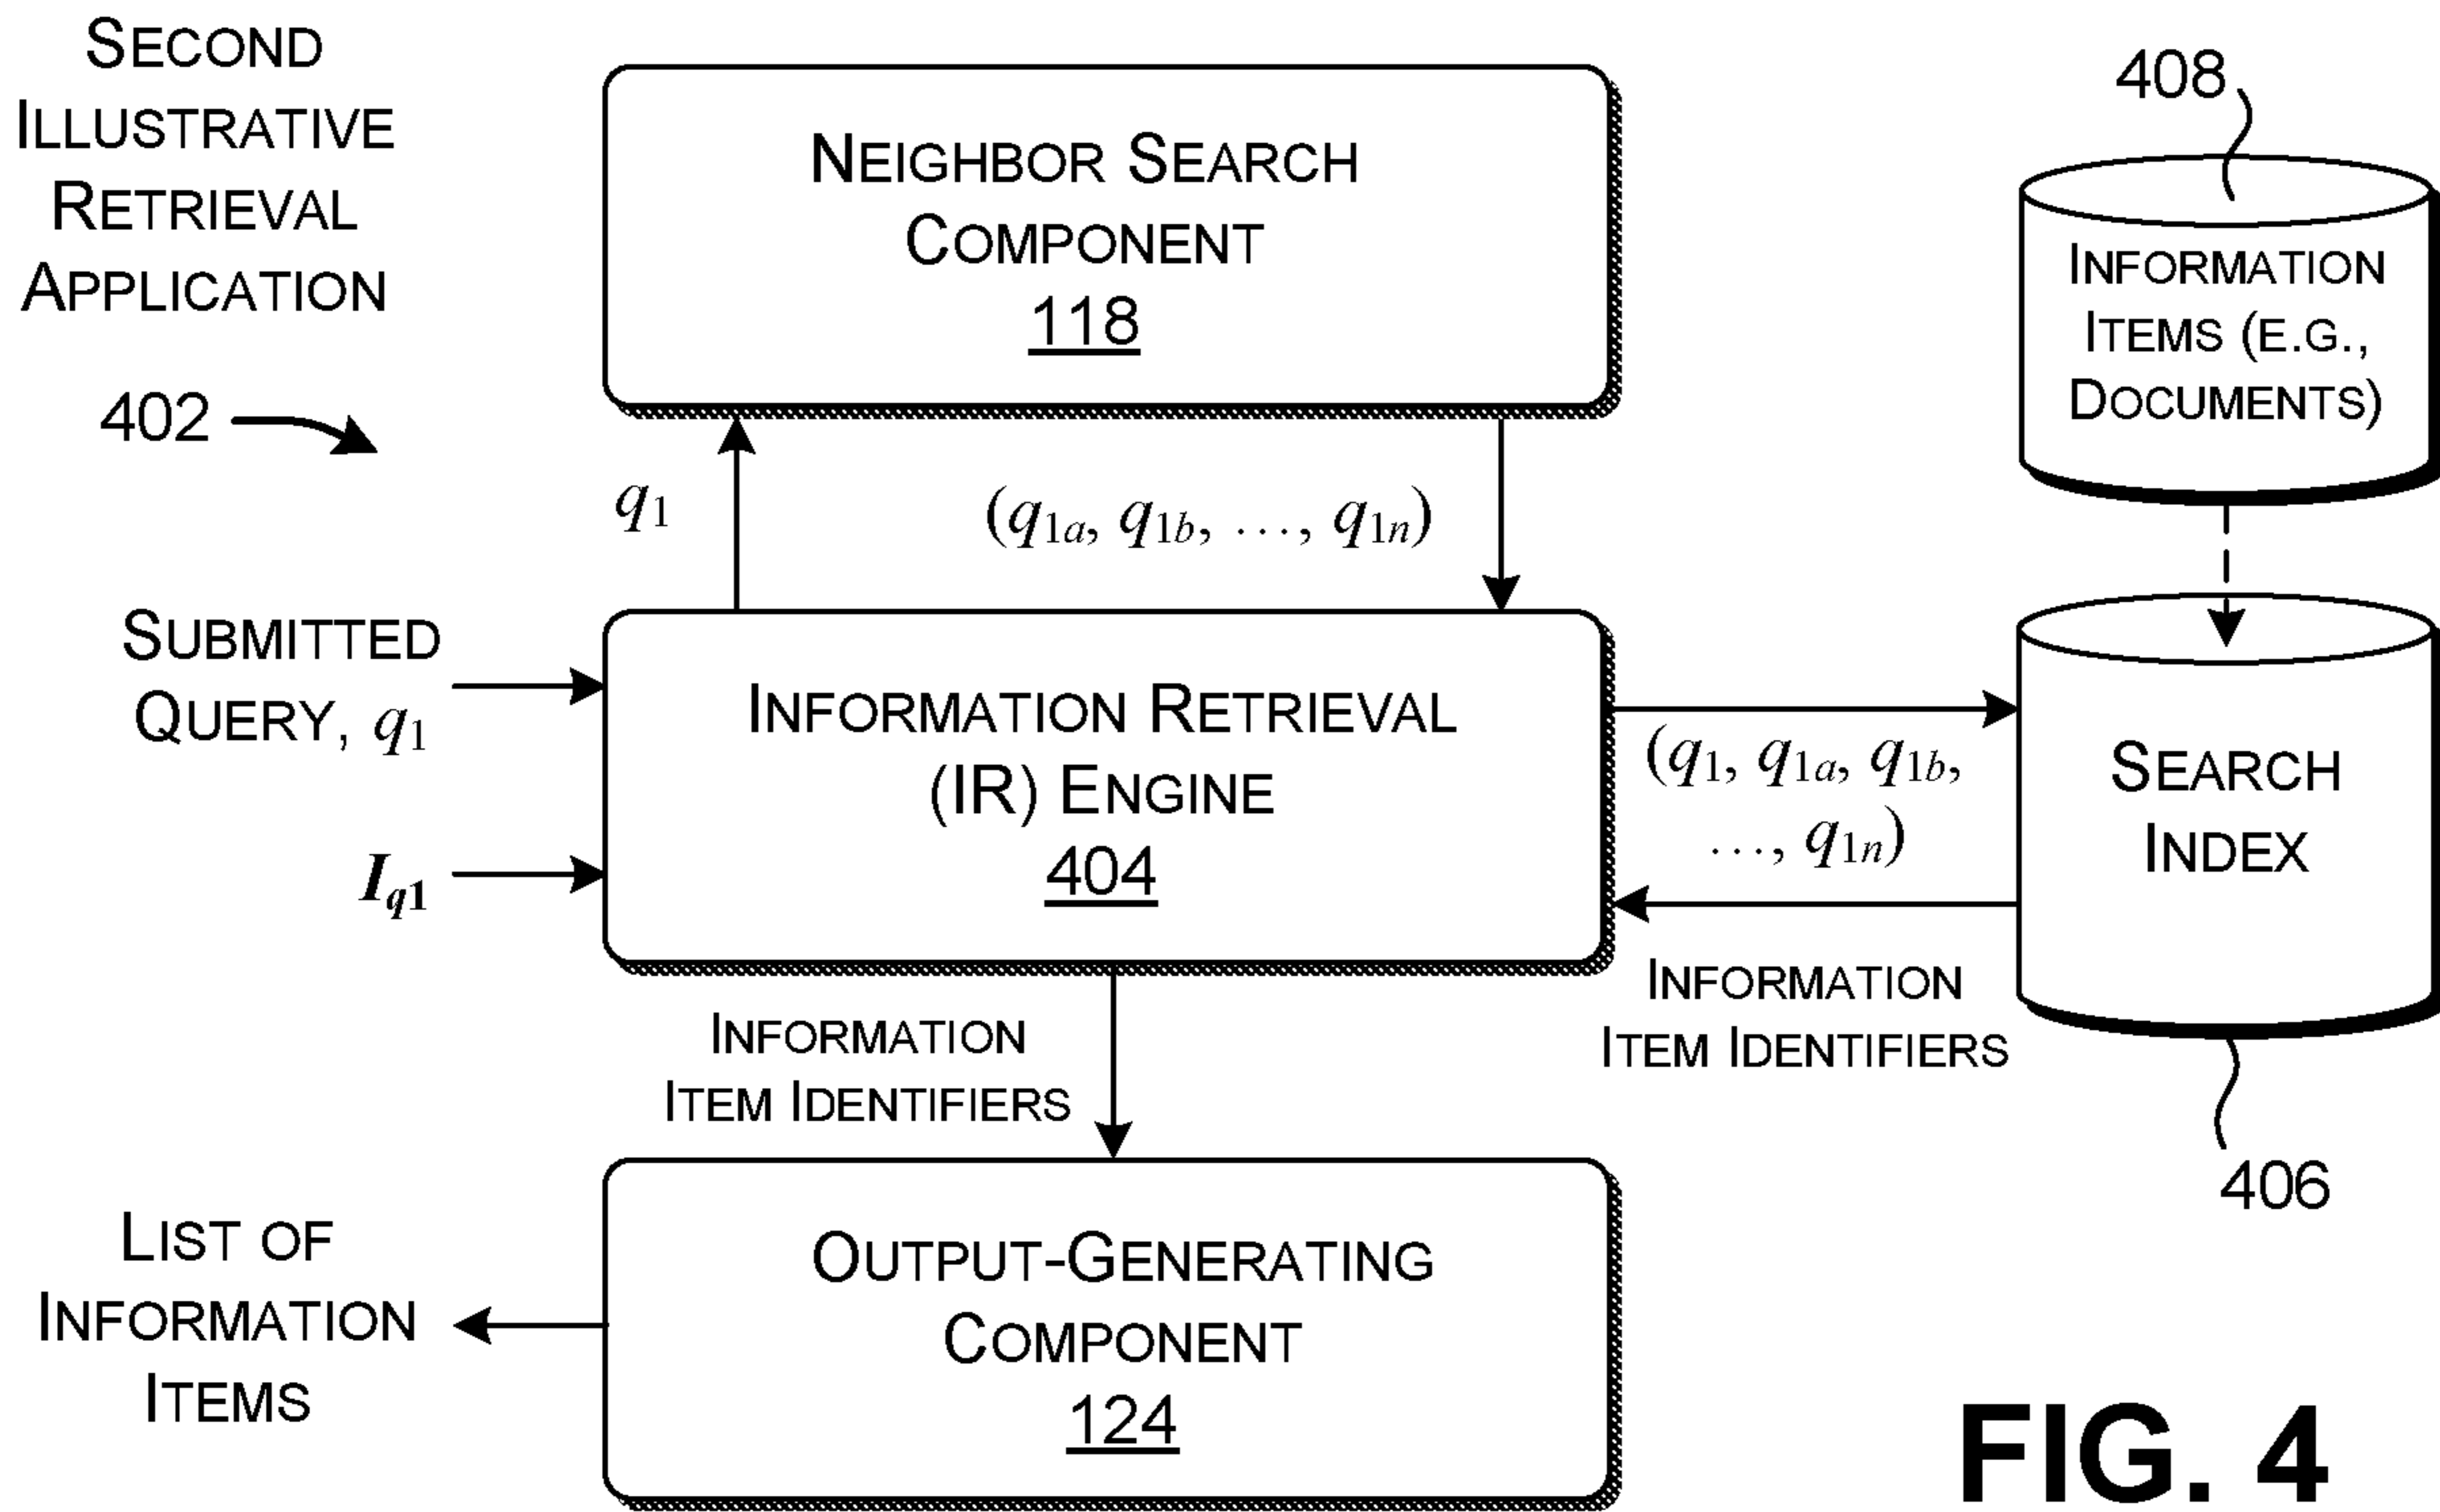 SECOND
ILLUSTRATIVE
RETRIEVAL
APPLICATION
402
NEIGHBOR SEARCH
COMPONENT
118
408
INFORMATION
ITEMS (E.G.,
DOCUMENTS)
q1
(q1a, q1b, …, q1n)
SUBMITTED
QUERY, q1
Iq1
INFORMATION RETRIEVAL
(IR) ENGINE
404
(q1, q1a, q1b,
…, q1n)
SEARCH
INDEX
INFORMATION
ITEM IDENTIFIERS
406
INFORMATION
ITEM IDENTIFIERS
OUTPUT-GENERATING
COMPONENT
124
LIST OF
INFORMATION
ITEMS
FIG. 4